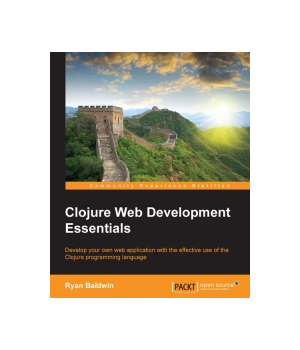 Community Experience Distilled
Clojure Web Development
Essentials
Develop your own web application with the effective use of the
Clojure programming language
Ryan Baldwin
PACKT open source